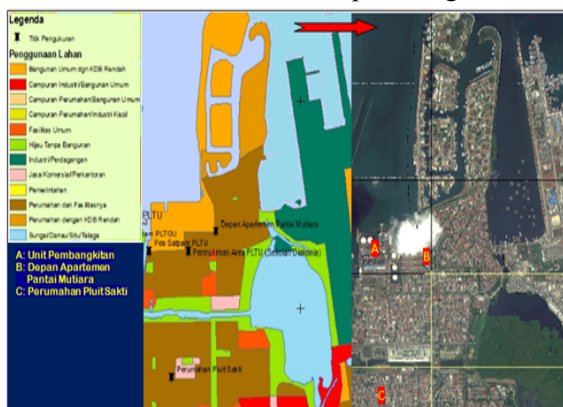 Legenda
Titik Pengukuran
Penggunaan Lahan
Bangunan Umum dgn KDB Rendah
Campuran Industri/Bangunan Umum
Campuran Perumahan/Bangunan Umum
Campuran Perumahan/Industri Kecil
Fasilitas Umum
Hijau Tanpa Bangunan
Industri/Perdagangan
Jasa/Komersial/Perkantoran
Pemerintahan
Perumahan dan Fasilitasnya
Perumahan dengan KDB Rendah
Sungai/Danau/Situ/Telaga
A: Unit Pembangkitan
B: Depan Apartemen
Pantai Mutiara
C: Perumahan Pluit Sakti
Depan Apartemen Pantai Mutiara
PLTU
PLTGU
Pos Satpam PLTU
Permukiman Area PLTU (Sekolah Diakonia)
Perumahan Pluit Sakti
A
B
C